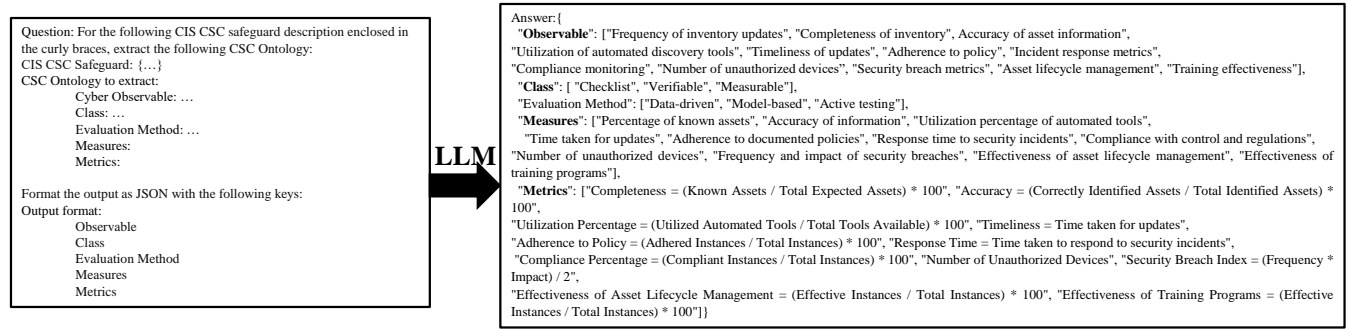 Question: For the following CIS CSC safeguard description enclosed in
the curly braces, extract the following CSC Ontology:
CIS CSC Safeguard: {…}
CSC Ontology to extract:
Cyber Observable: …
Class: …
Evaluation Method: …
Measures:
Metrics:
Format the output as JSON with the following keys:
Output format:
Observable
Class
Evaluation Method
Measures
Metrics
LLM
Answer:{
"Observable": ["Frequency of inventory updates", "Completeness of inventory", Accuracy of asset information",
"Utilization of automated discovery tools", "Timeliness of updates", "Adherence to policy", "Incident response metrics",
"Compliance monitoring", "Number of unauthorized devices”, "Security breach metrics", "Asset lifecycle management", "Training effectiveness"],
"Class": [ "Checklist", "Verifiable", "Measurable"],
"Evaluation Method": ["Data-driven", "Model-based", "Active testing"],
"Measures": ["Percentage of known assets", "Accuracy of information", "Utilization percentage of automated tools",
"Time taken for updates", "Adherence to documented policies", "Response time to security incidents", "Compliance with control and regulations",
"Number of unauthorized devices", "Frequency and impact of security breaches", "Effectiveness of asset lifecycle management", "Effectiveness of
training programs"],
"Metrics": ["Completeness = (Known Assets / Total Expected Assets) * 100", "Accuracy = (Correctly Identified Assets / Total Identified Assets) *
100",
"Utilization Percentage = (Utilized Automated Tools / Total Tools Available) * 100", "Timeliness = Time taken for updates",
"Adherence to Policy = (Adhered Instances / Total Instances) * 100", "Response Time = Time taken to respond to security incidents",
"Compliance Percentage = (Compliant Instances / Total Instances) * 100", "Number of Unauthorized Devices", "Security Breach Index = (Frequency *
Impact) / 2",
"Effectiveness of Asset Lifecycle Management = (Effective Instances / Total Instances) * 100", "Effectiveness of Training Programs = (Effective
Instances / Total Instances) * 100"]}